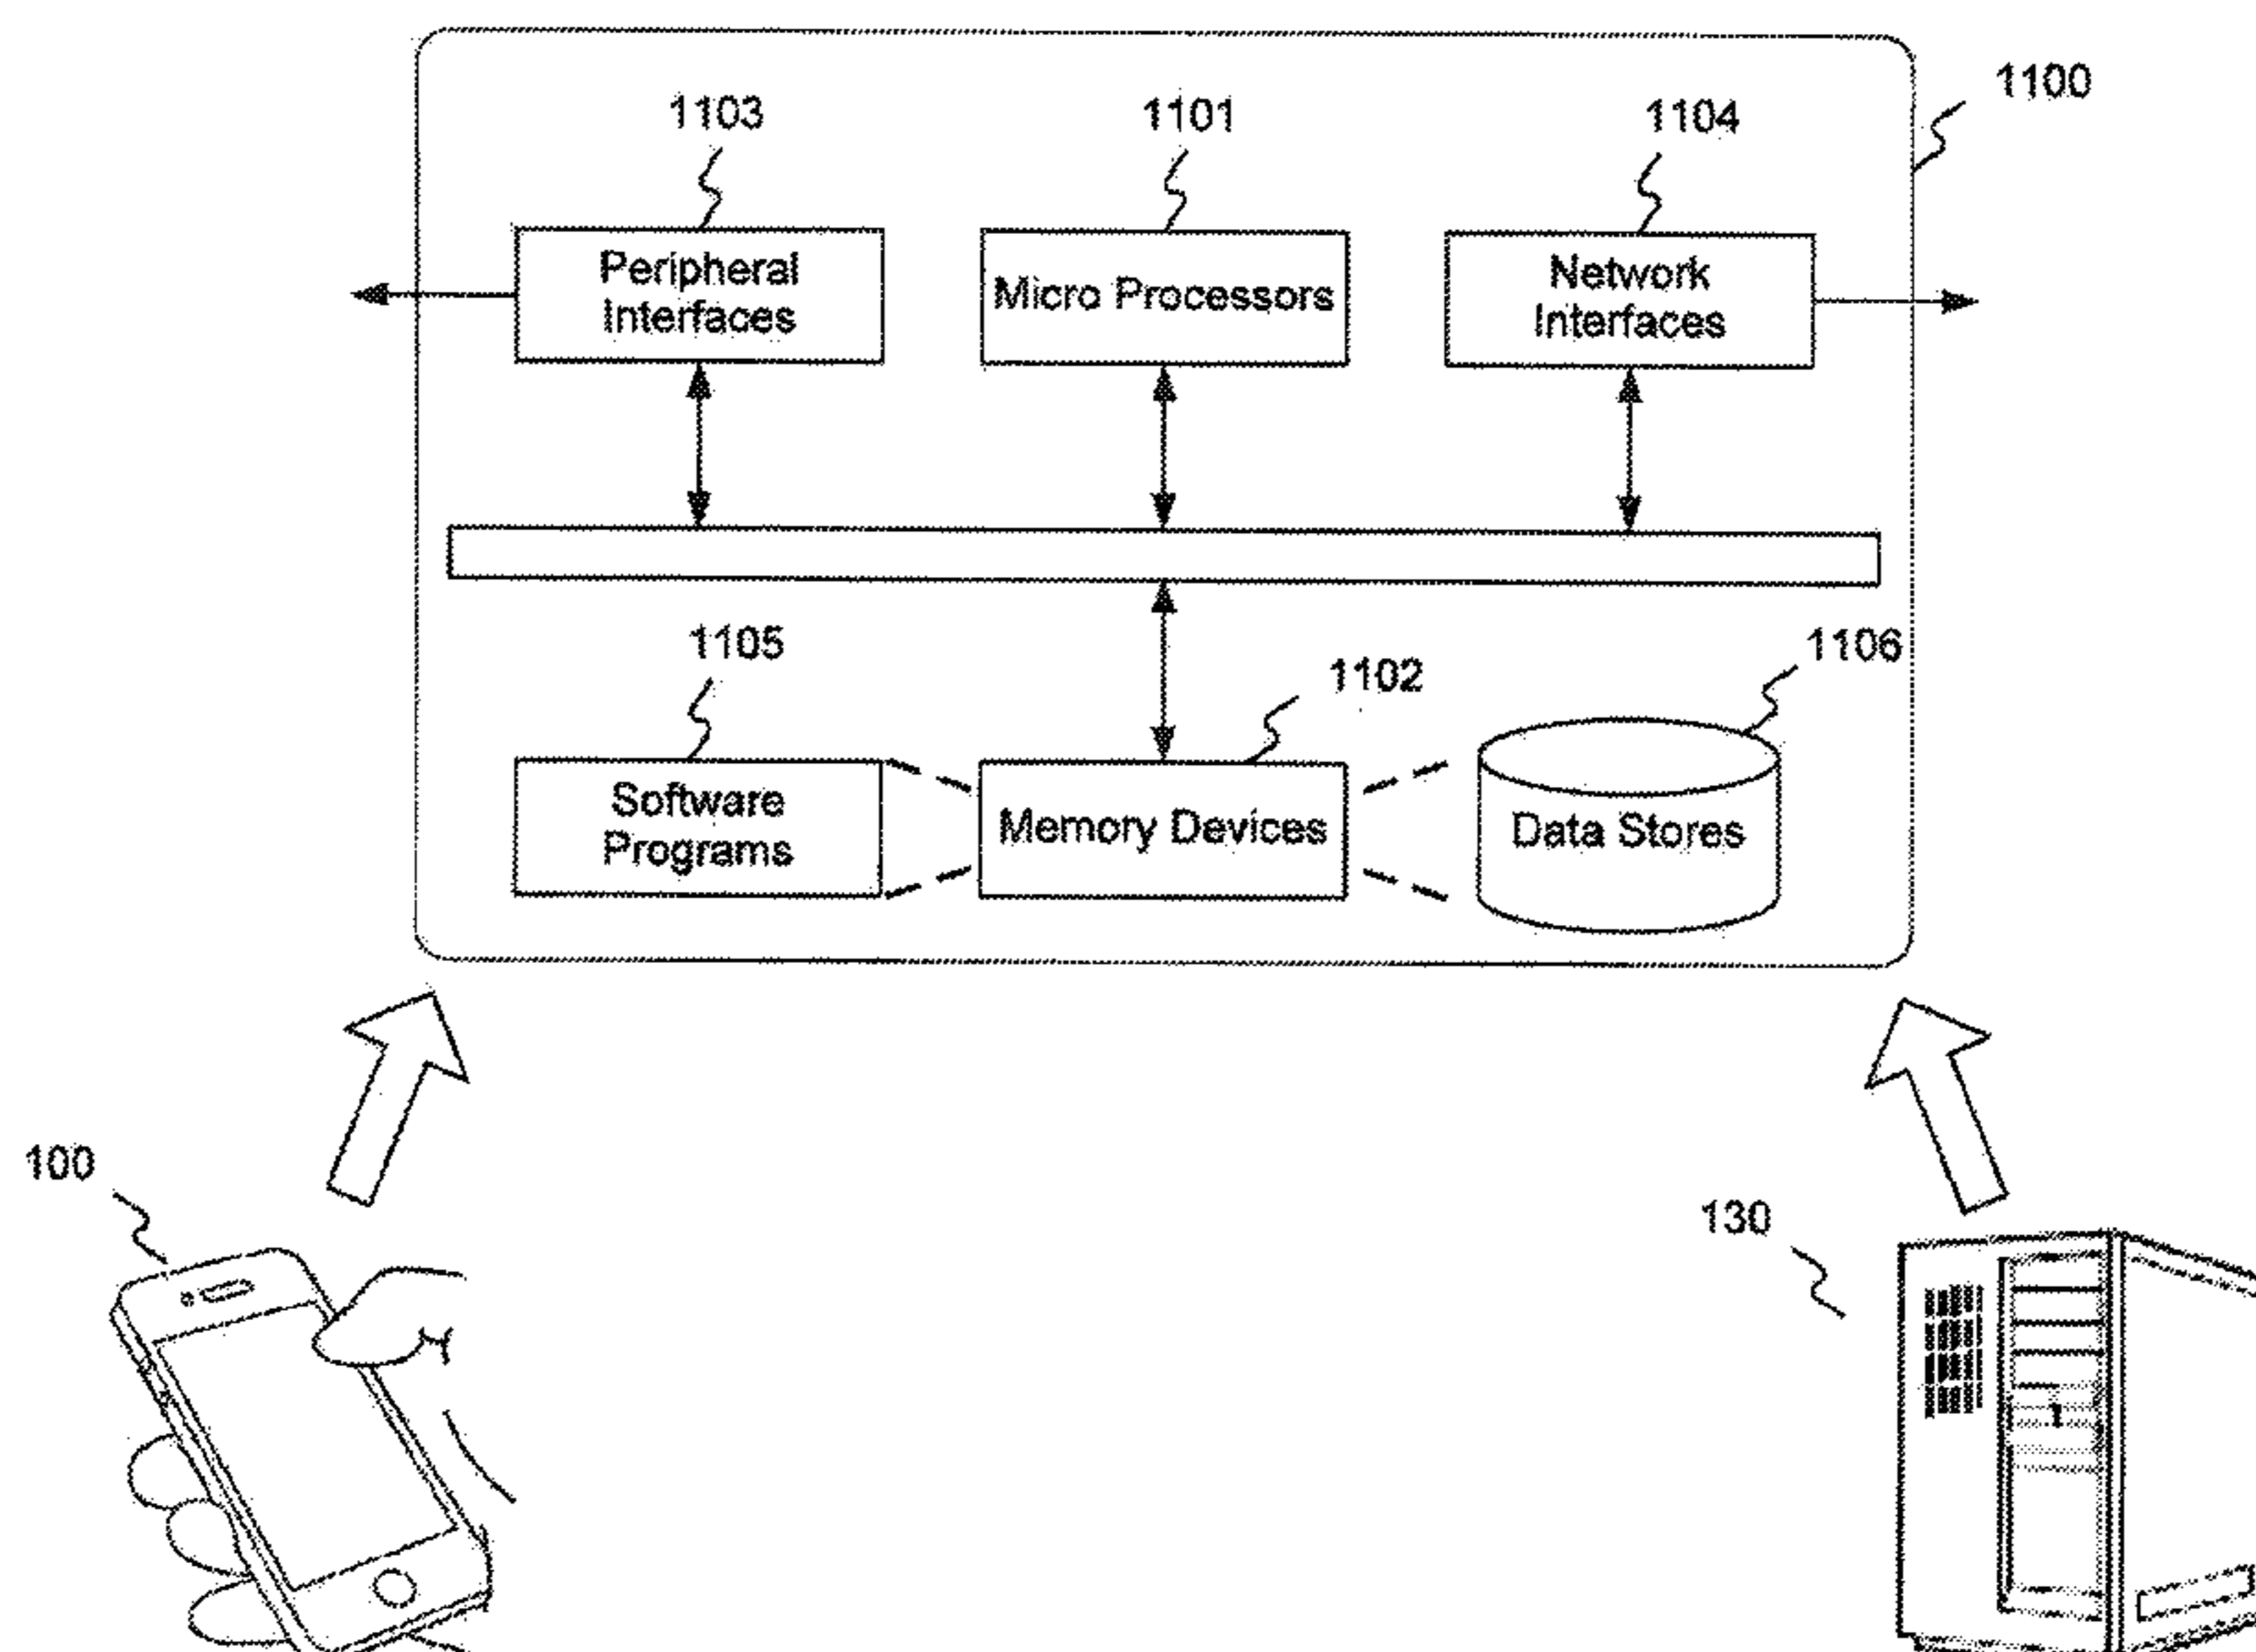 1100
1103
1101
1104
Peripheral
Interfaces
Micro Processors
Network
Interfaces
1105
1102
1106
Software
Programs
Memory Devices
Data Stores
100
130